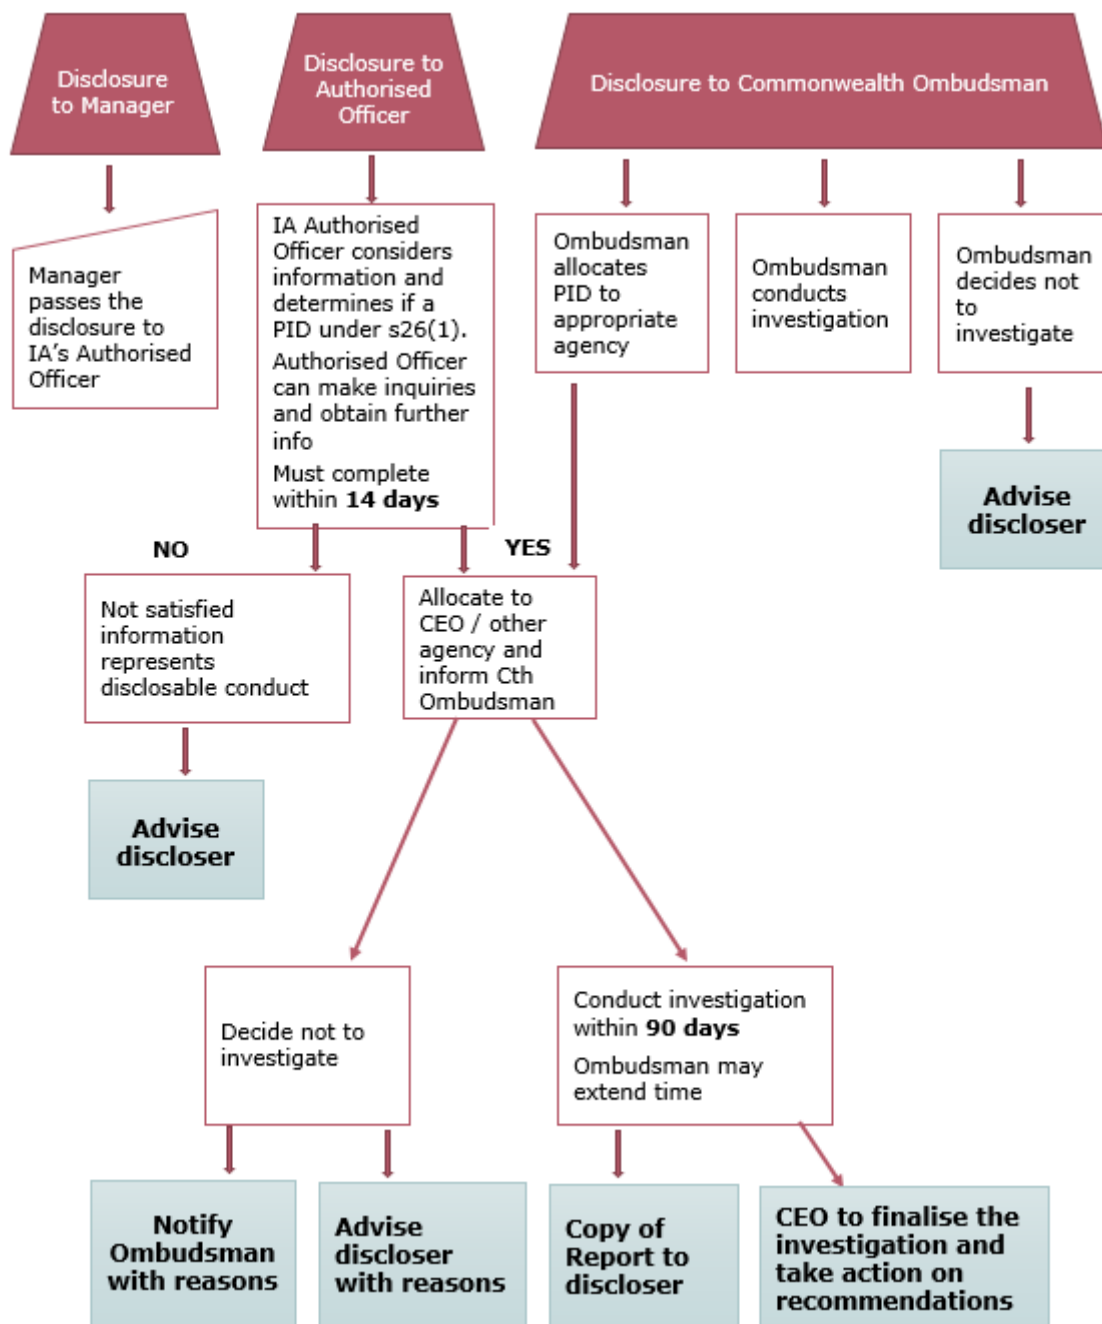 Disclosure
to Manager
Disclosure to
Authorised
Officer
Disclosure to Commonwealth Ombudsman
Manager
passes the
disclosure to
IA’s Authorised
Officer
IA Authorised
Officer considers
information and
determines if a
PID under s26(1).
Authorised Officer
can make inquiries
and obtain further
info
Must complete
within 14 days
Ombudsman
allocates
PID to
appropriate
agency
Ombudsman
conducts
investigation
Ombudsman
decides not
to
investigate
Advise
discloser
NO
YES
Not satisfied
information
represents
disclosable conduct
Allocate to
CEO / other
agency and
inform Cth
Ombudsman
Advise
discloser
Decide not to
investigate
Conduct investigation
within 90 days
Ombudsman may
extend time
Notify
Ombudsman
with reasons
Advise
discloser
with reasons
Copy of
Report to
discloser
CEO to finalise the
investigation and
take action on
recommendations